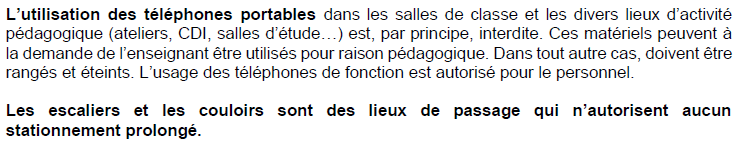 L’utilisation des téléphones portables dans les salles de classe et les divers lieux d’activité
pédagogique (ateliers, CDI, salles d’étude…) est, par principe, interdite. Ces matériels peuvent à
la demande de l’enseignant être utilisés pour raison pédagogique. Dans tout autre cas, doivent être
rangés et éteints. L’usage des téléphones de fonction est autorisé pour le personnel.
Les escaliers et les couloirs sont des lieux de passage qui n’autorisent aucun
stationnement prolongé.